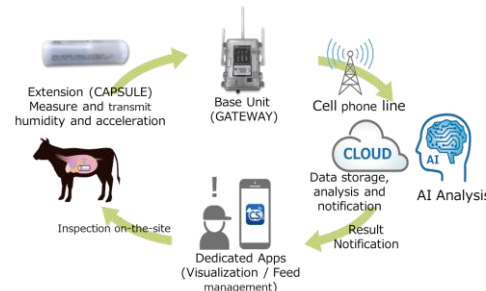 Extension (CAPSULE)
Measure and transmit
humidity and acceleration
Base Unit
(GATEWAY)
Cell phone line
CLOUD
Data storage,
analysis and
notification
AI
AI Analysis
Result
Notification
!
CS
Dedicated Apps
(Visualization / Feed
management)
Inspection on-the-site